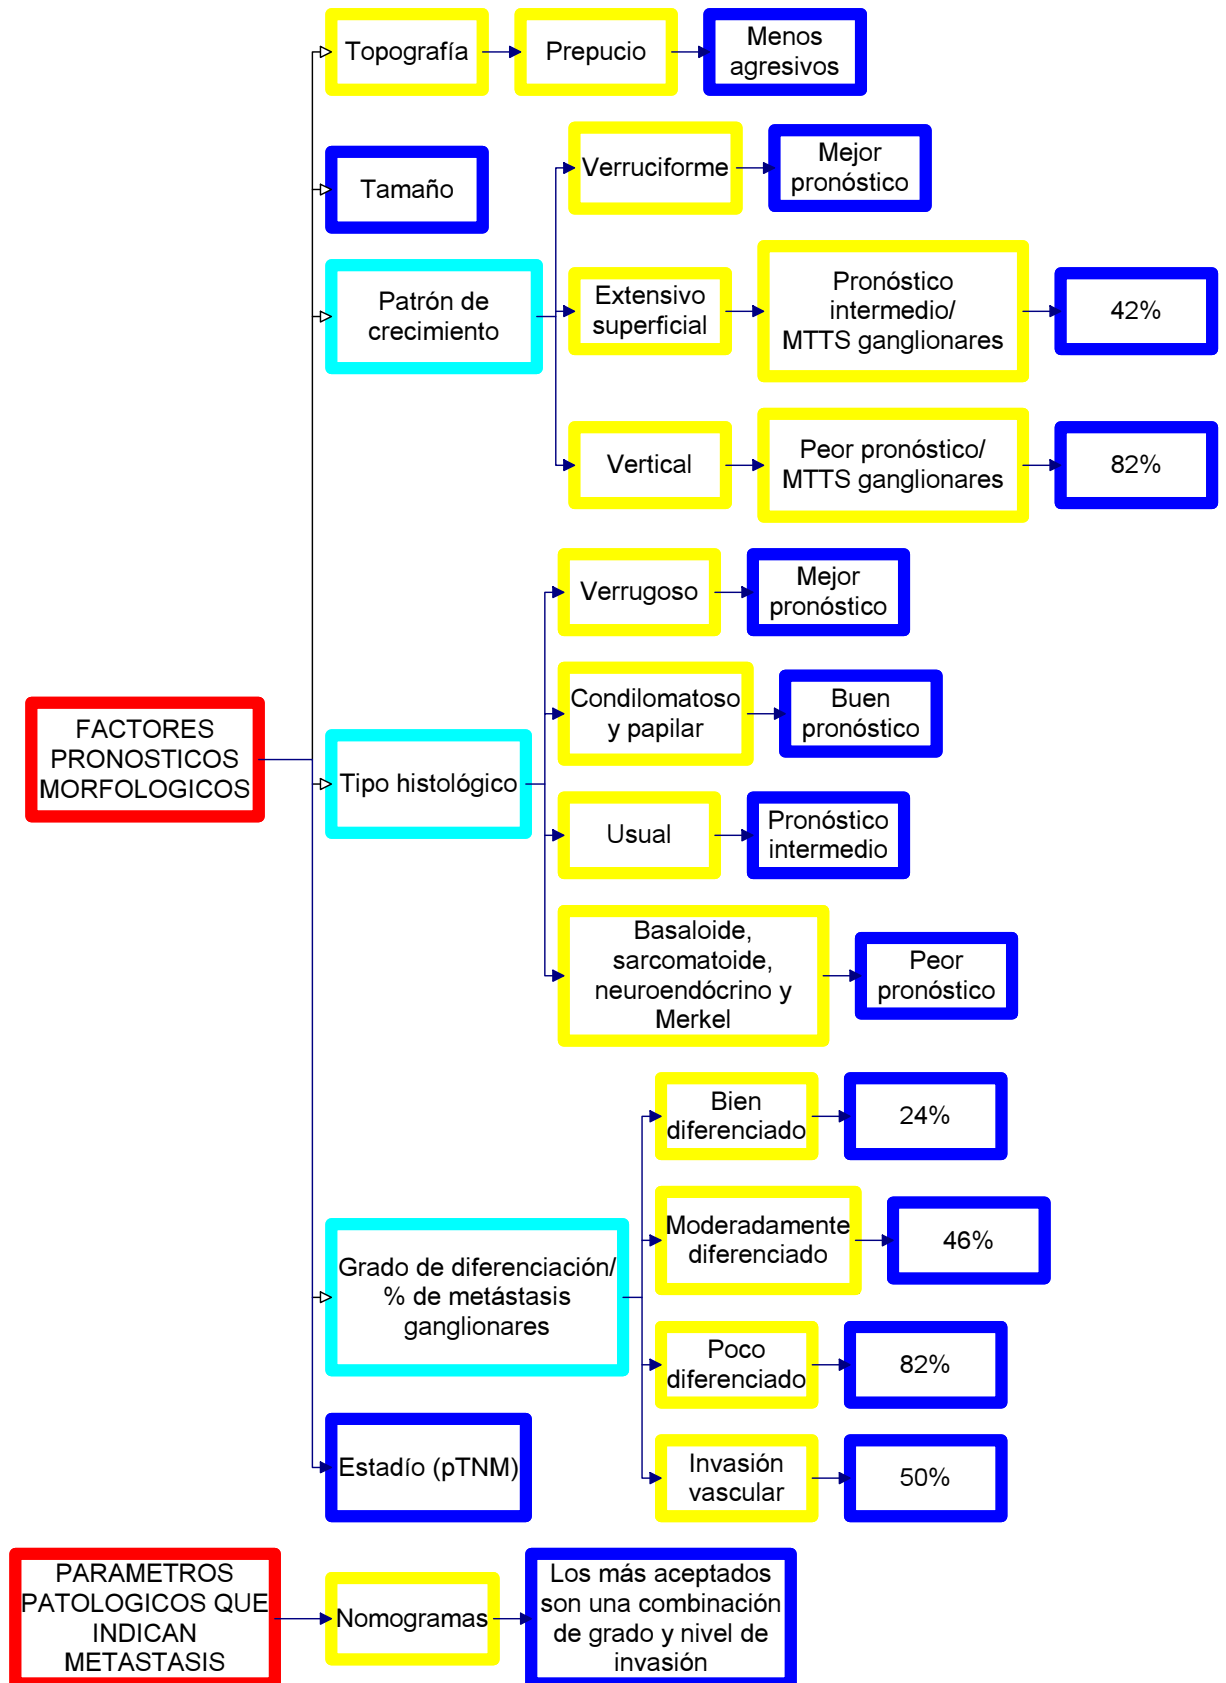 Topografía
Prepucio
Menos
agresivos
Tamaño
Patrón de
crecimiento
Verruciforme
Mejor
pronóstico
Extensivo
superficial
Pronóstico
intermedio/
MTTS ganglionares
42%
Vertical
Peor pronóstico/
MTTS ganglionares
82%
FACTORES
PRONOSTICOS
MORFOLOGICOS
Tipo histológico
Verrugoso
Mejor
pronóstico
Condilomatoso
y papilar
Buen
pronóstico
Usual
Pronóstico
intermedio
Basaloide,
sarcomatoide,
neuroendócrino y
Merkel
Peor
pronóstico
Grado de diferenciación/
% de metástasis
ganglionares
Bien
diferenciado
24%
Moderadamente
diferenciado
46%
Poco
diferenciado
82%
Invasión
vascular
50%
Estadío (pTNM)
PARAMETROS
PATOLOGICOS QUE
INDICAN
METASTASIS
Nomogramas
Los más aceptados
son una combinación
de grado y nivel de
invasión